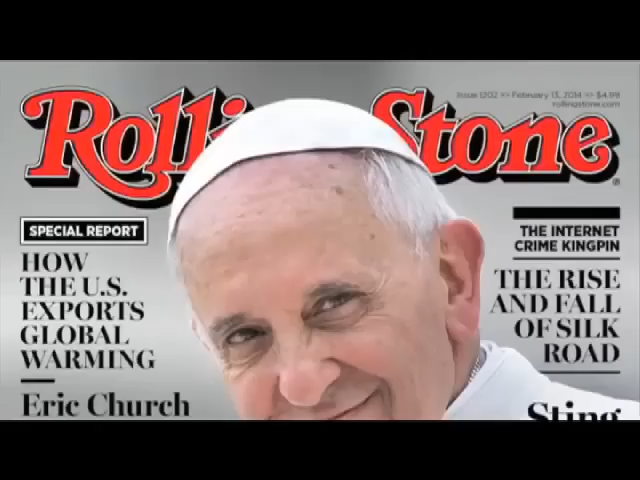 Rolling Stone
Issue 1202 >> February 13, 2014 >> $4.99
rollingstone.com
SPECIAL REPORT
HOW
THE U.S.
EXPORTS
GLOBAL
WARMING
Eric Church
THE INTERNET
CRIME KINGPIN
THE RISE
AND FALL
OF SILK
ROAD
Sting